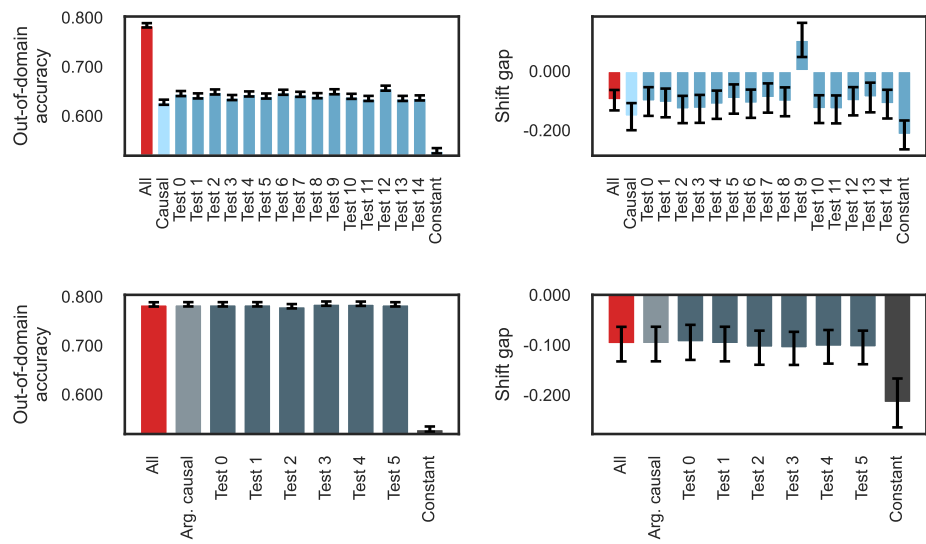 Out-of-domain
accuracy
0.800
0.700
0.600
All
Causal
Test 0
Test 1
Test 2
Test 3
Test 4
Test 5
Test 6
Test 7
Test 8
Test 9
Test 10
Test 11
Test 12
Test 13
Test 14
Constant
Shift gap
0.000
-0.200
All
Causal
Test 0
Test 1
Test 2
Test 3
Test 4
Test 5
Test 6
Test 7
Test 8
Test 9
Test 10
Test 11
Test 12
Test 13
Test 14
Constant
Out-of-domain
accuracy
0.800
0.700
0.600
All
Arg. causal
Test 0
Test 1
Test 2
Test 3
Test 4
Test 5
Constant
Shift gap
0.000
-0.100
-0.200
All
Arg. causal
Test 0
Test 1
Test 2
Test 3
Test 4
Test 5
Constant